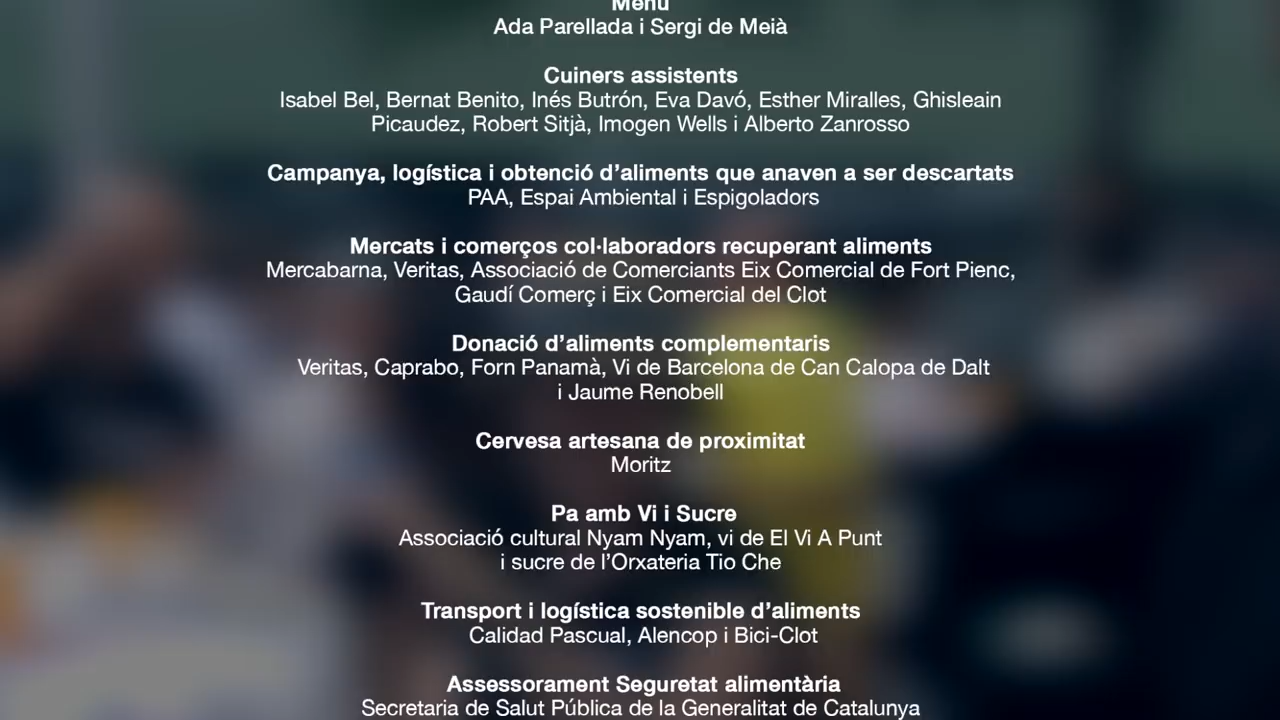 Menú
Ada Parellada i Sergi de Meià
Cuiners assistents
Isabel Bel, Bernat Benito, Inés Butrón, Eva Davó, Esther Miralles, Ghisleain
Picaudez, Robert Sitjà, Imogen Wells i Alberto Zanrosso
Campanya, logística i obtenció d’aliments que anaven a ser descartats
PAA, Espai Ambiental i Espigoladors
Mercats i comerços col·laboradors recuperant aliments
Mercabarna, Veritas, Associació de Comerciants Eix Comercial de Fort Pienc,
Gaudí Comerç i Eix Comercial del Clot
Donació d’aliments complementaris
Veritas, Caprabo, Forn Panamà, Vi de Barcelona de Can Calopa de Dalt
i Jaume Renobell
Cervesa artesana de proximitat
Moritz
Pa amb Vi i Sucre
Associació cultural Nyam Nyam, vi de El Vi A Punt
i sucre de l’Orxateria Tio Che
Transport i logística sostenible d’aliments
Calidad Pascual, Alencop i Bici-Clot
Assessorament Seguretat alimentària
Secretaria de Salut Pública de la Generalitat de Catalunya